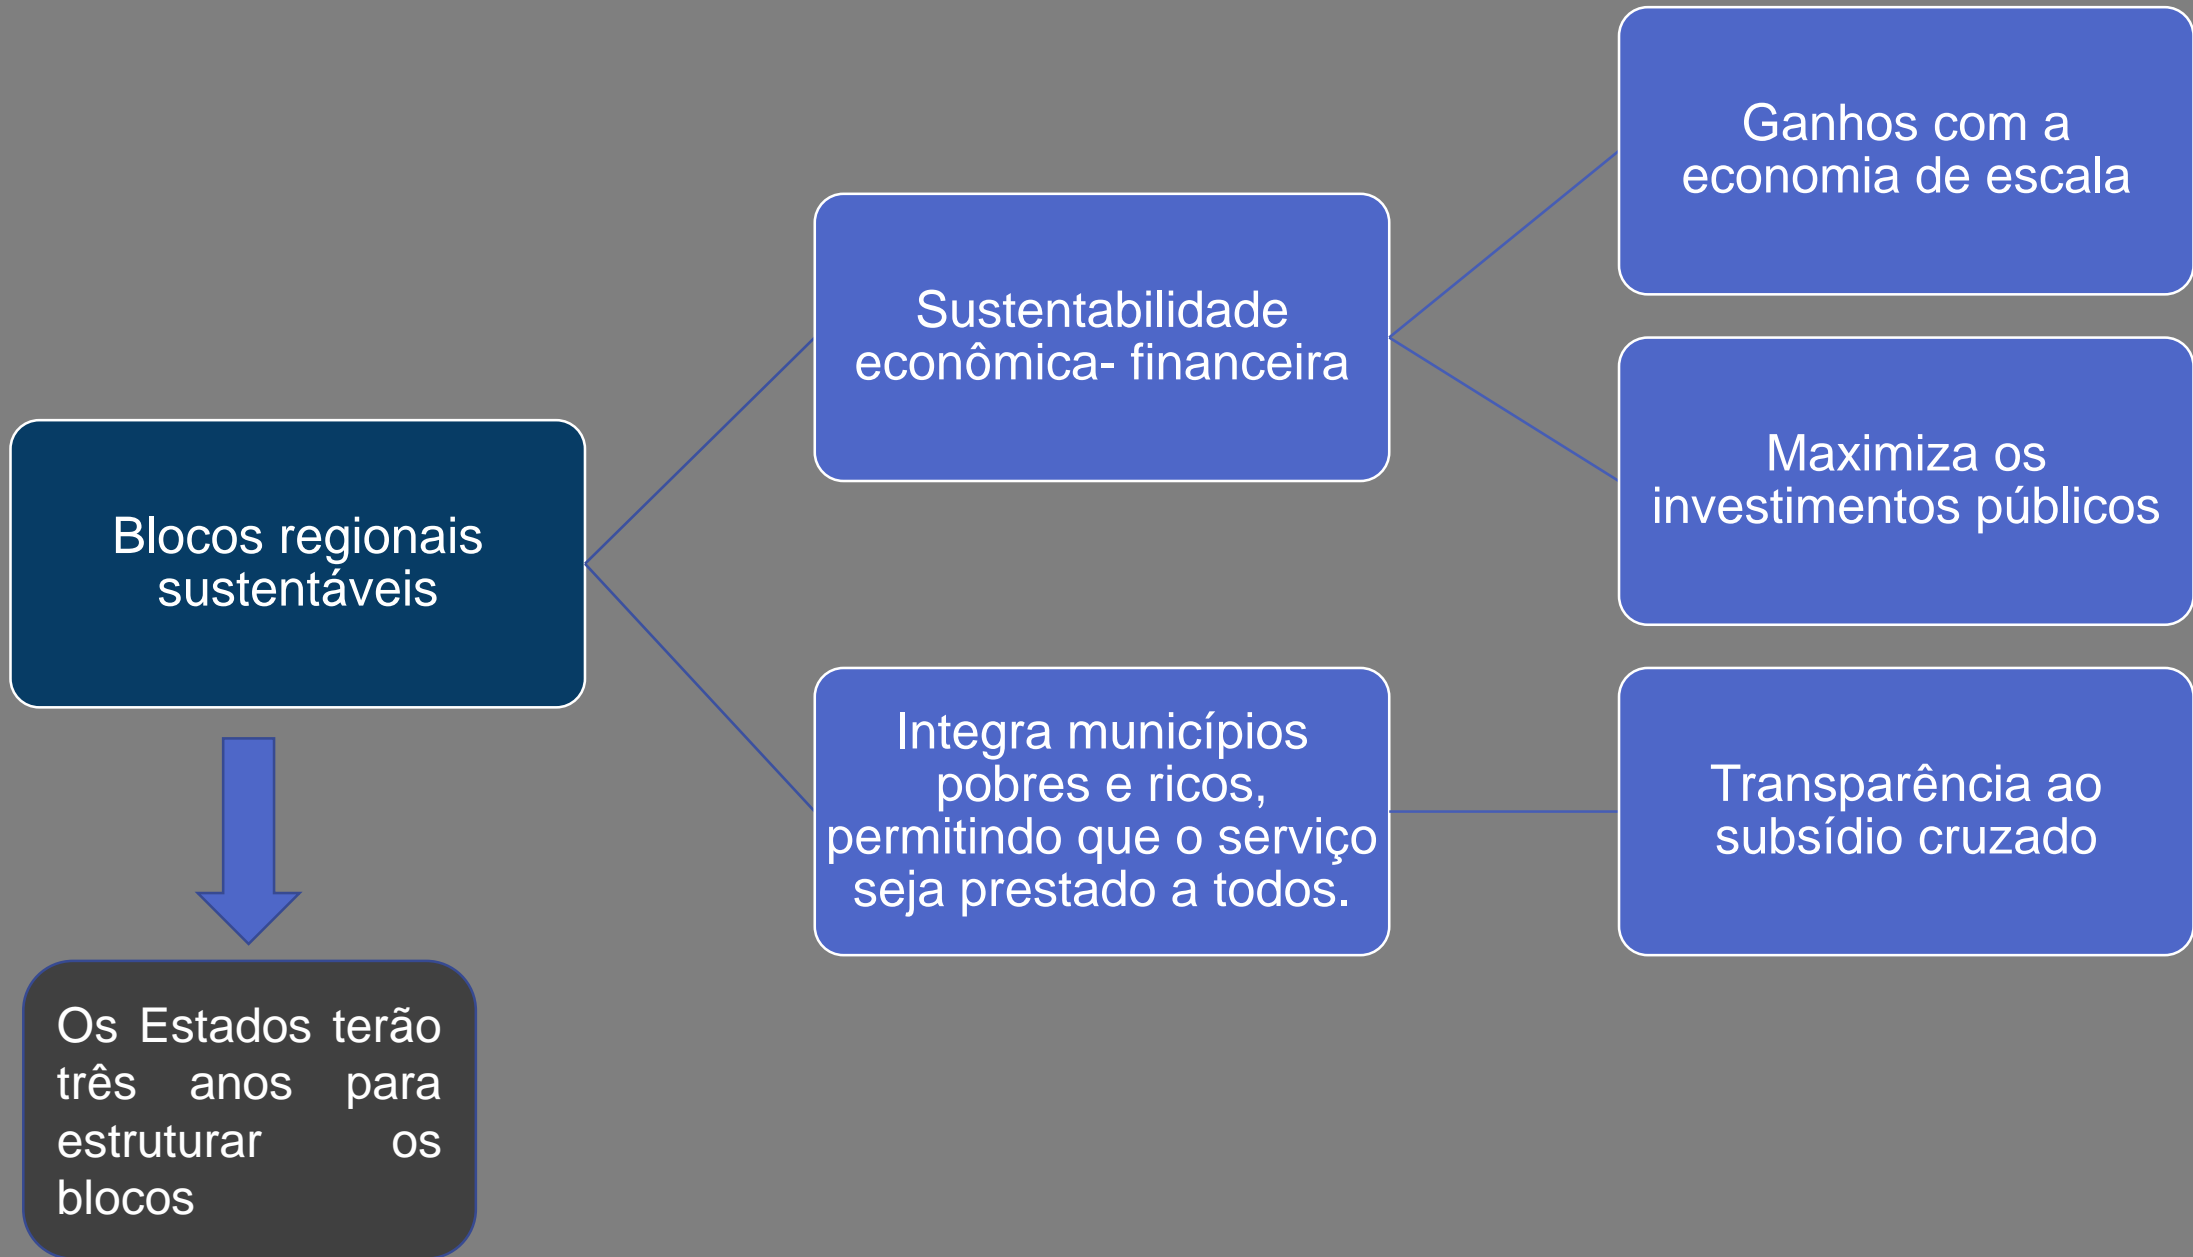 Blocos regionais
sustentáveis
Os Estados terão
três anos para
estruturar os
blocos
Sustentabilidade
econômica- financeira
Integra municípios
pobres e ricos,
permitindo que o serviço
seja prestado a todos.
Ganhos com a
economia de escala
Maximiza os
investimentos públicos
Transparência ao
subsídio cruzado